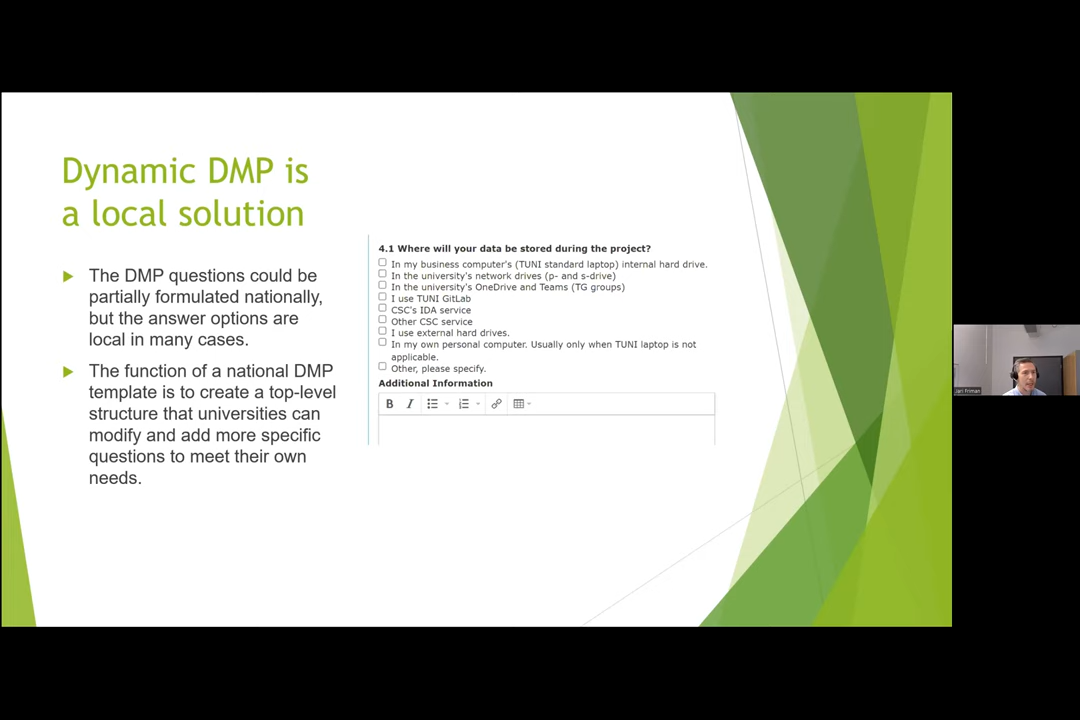 Dynamic DMP is
a local solution
The DMP questions could be
partially formulated nationally,
but the answer options are
local in many cases.
The function of a national DMP
template is to create a top-level
structure that universities can
modify and add more specific
questions to meet their own
needs.
4.1 Where will your data be stored during the project?
In my business computer's (TUNI standard laptop) internal hard drive.
In the university's network drives (p- and s-drive)
In the university's OneDrive and Teams (TG groups)
I use TUNI GitLab
CSC's IDA service
Other CSC service
I use external hard drives.
In my own personal computer. Usually only when TUNI laptop is not
applicable.
Other, please specify.
Additional Information
B I
Jari Friman